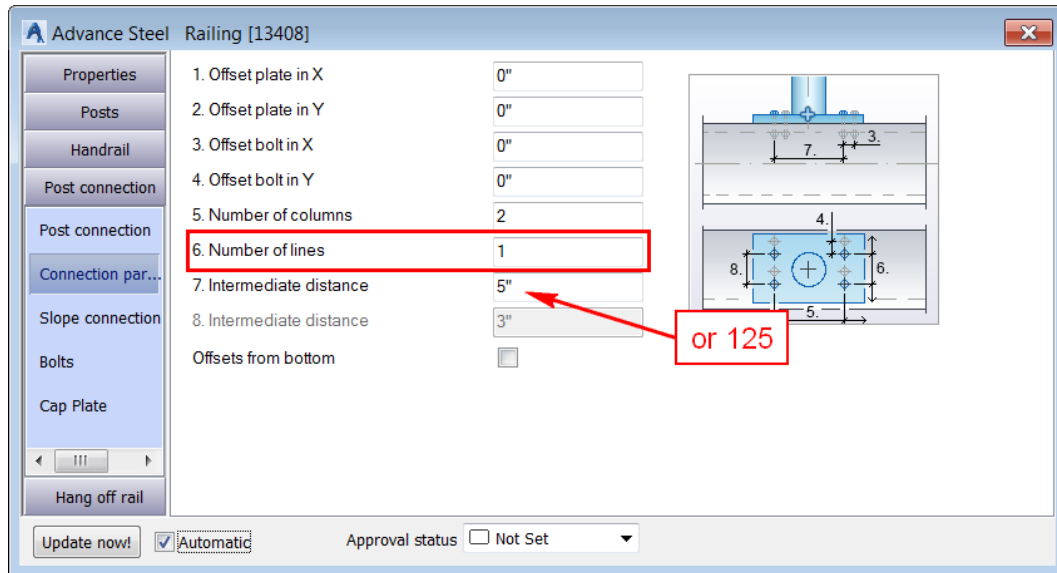 Advance Steel Railing [13408]
Properties
Posts
Handrail
Post connection
Post connection
Connection par...
Slope connection
Bolts
Cap Plate
Hang off rail
1. Offset plate in X 0"
2. Offset plate in Y 0"
3. Offset bolt in X 0"
4. Offset bolt in Y 0"
5. Number of columns 2
6. Number of lines 1
7. Intermediate distance 5"
8. Intermediate distance 3"
Offsets from bottom
or 125
3.
7.
4.
8.
6.
5.
Update now! Automatic Approval status Not Set